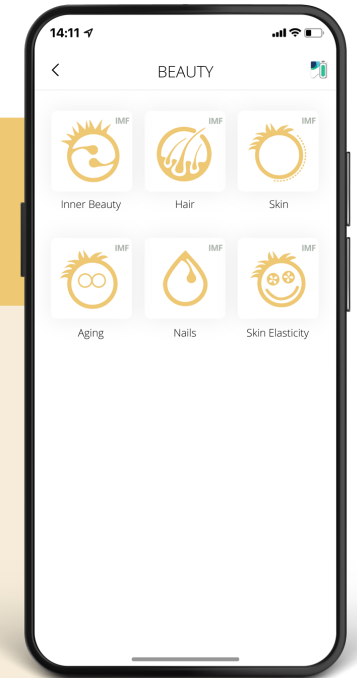 14:11
BEAUTY
IMF IMF IMF
Inner Beauty Hair Skin
IMF IMF IMF
Aging Nails Skin Elasticity